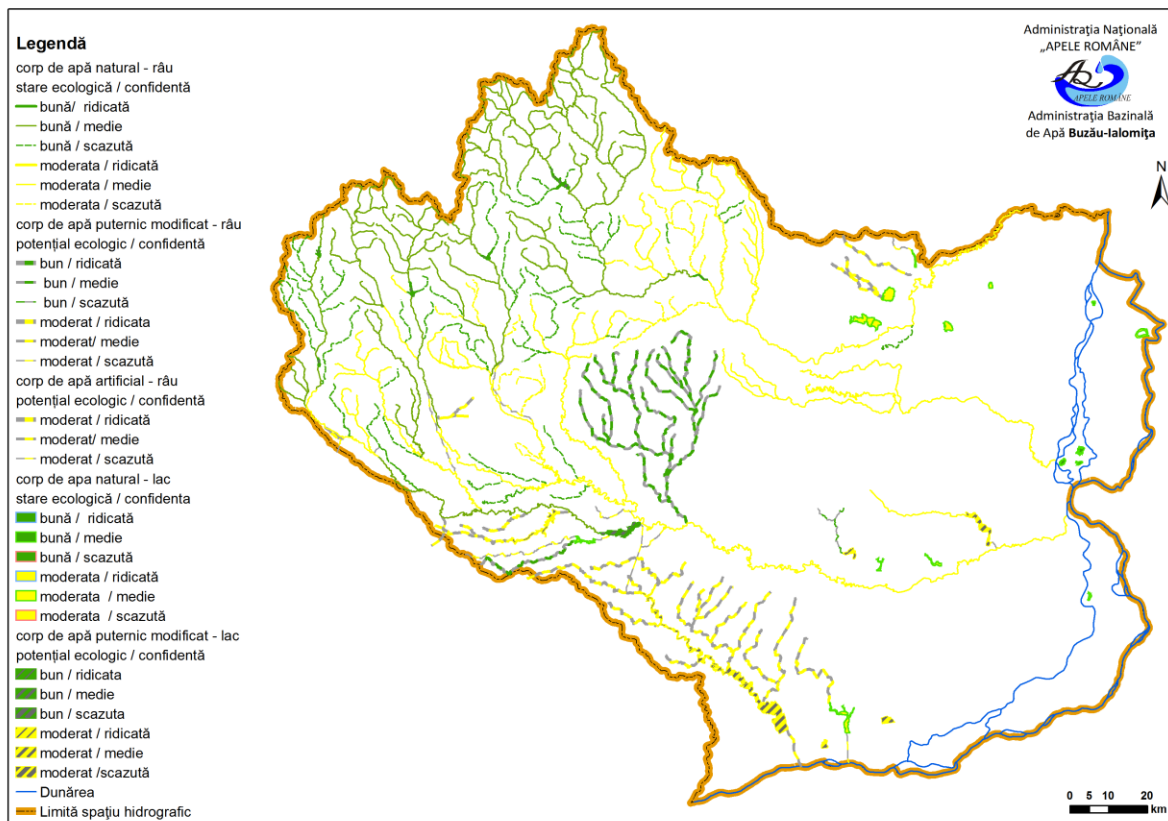 Legendă
corp de apă natural - râu
stare ecologică / confidentă
bună/ ridicată
bună / medie
bună / scazută
moderata / ridicată
moderata / medie
moderata / scazută
corp de apă puternic modificat - râu
potențial ecologic / confidentă
bun / ridicată
bun / medie
bun / scazută
moderat / ridicata
moderat/ medie
moderat / scazută
corp de apă artificial - râu
potențial ecologic / confidentă
moderat / ridicată
moderat/ medie
moderat / scazută
corp de apa natural - lac
stare ecologică / confidenta
bună / ridicată
bună / medie
bună / scazută
moderata / ridicată
moderata / medie
moderata / scazută
corp de apă puternic modificat - lac
potențial ecologic / confidentă
bun / ridicata
bun / medie
bun / scazuta
moderat / ridicată
moderat / medie
moderat /scazută
Dunărea
Limită spațiu hidrografic
Administrația Națională
„APELE ROMÂNE”
APELE ROMÂNE
Administrația Bazinală
de Apă Buzău-Ialomița
N
0 5 10 20
km